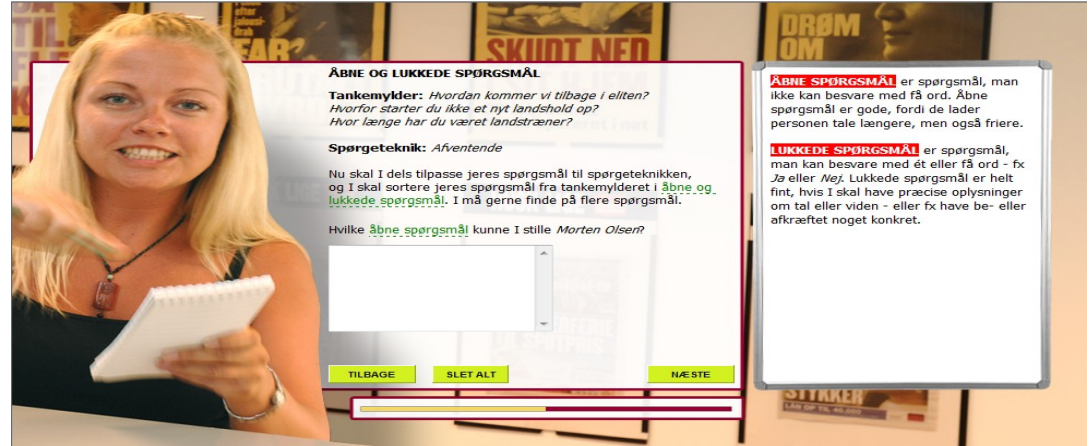 DRØM
OM
SKUDT NED
ÅBNE OG LUKKEDE SPØRGSMÅL
Tankemylder: Hvordan kommer vi tilbage i eliten?
Hvorfor starter du ikke et nyt landshold op?
Hvor længe har du været landstræner?
Spørgeteknik: Afventende
Nu skal I dels tilpasse jeres spørgsmål til spørgeteknikken,
og I skal sortere jeres spørgsmål fra tankemylderet i åbne og
lukkede spørgsmål. I må gerne finde på flere spørgsmål.
Hvilke åbne spørgsmål kunne I stille Morten Olsen?
TILBAGE
SLET ALT
NÆSTE
ÅBNE SPØRGSMÅL er spørgsmål, man
ikke kan besvare med få ord. Åbne
spørgsmål er gode, fordi de lader
personen tale længere, men også friere.
LUKKEDE SPØRGSMÅL er spørgsmål,
man kan besvare med ét eller få ord - fx
Ja eller Nej. Lukkede spørgsmål er helt
fint, hvis I skal have præcise oplysninger
om tal eller viden - eller fx have be- eller
afkræftet noget konkret.
STYKKER